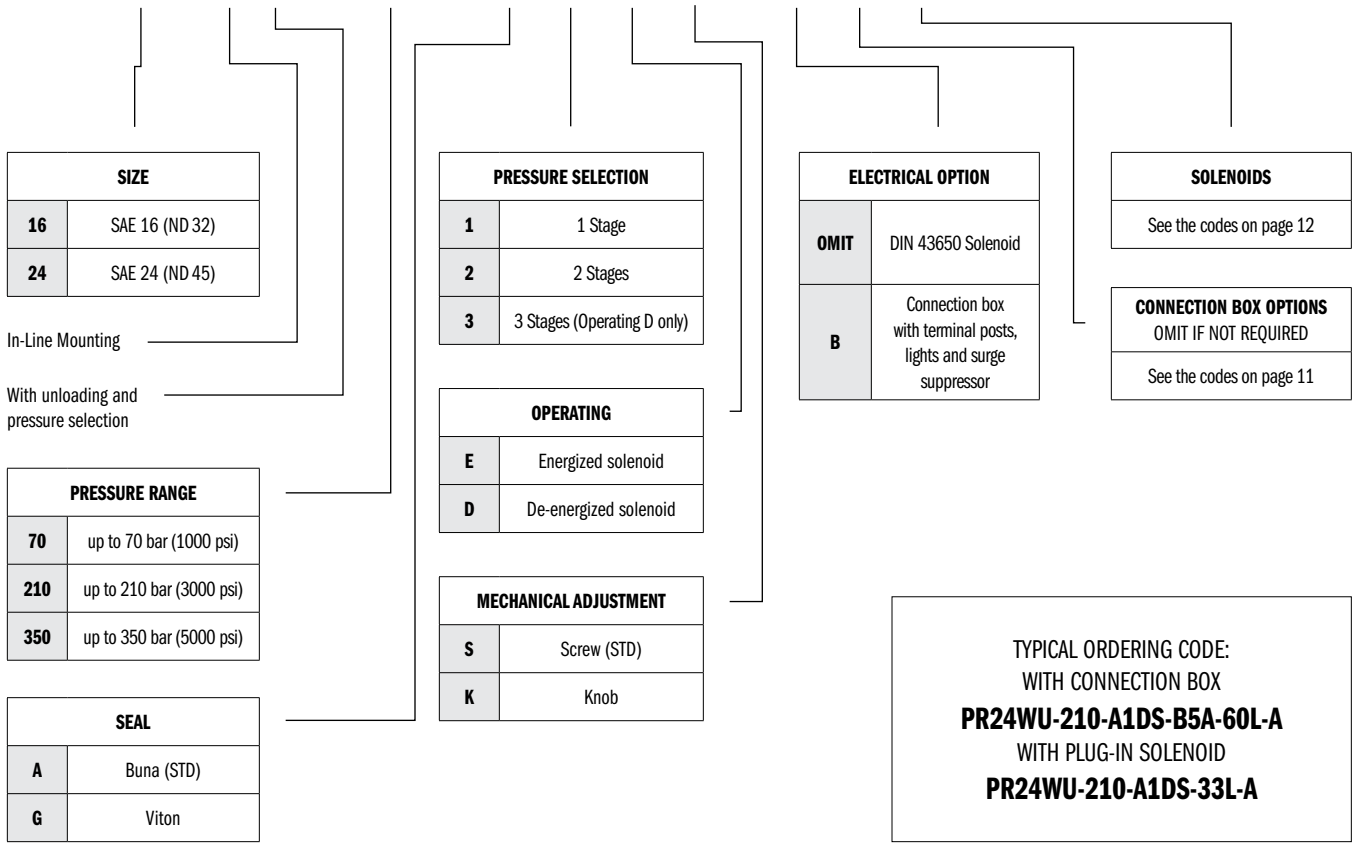 SIZE
16 SAE 16 (ND 32)
24 SAE 24 (ND 45)
In-Line Mounting
With unloading and
pressure selection
PRESSURE RANGE
70 up to 70 bar (1000 psi)
210 up to 210 bar (3000 psi)
350 up to 350 bar (5000 psi)
SEAL
A Buna (STD)
G Viton
PRESSURE SELECTION
1 1 Stage
2 2 Stages
3 3 Stages (Operating D only)
OPERATING
E Energized solenoid
D De-energized solenoid
MECHANICAL ADJUSTMENT
S Screw (STD)
K Knob
ELECTRICAL OPTION
OMIT DIN 43650 Solenoid
B Connection box
with terminal posts,
lights and surge
suppressor
SOLENOIDS
See the codes on page 12
CONNECTION BOX OPTIONS
OMIT IF NOT REQUIRED
See the codes on page 11
TYPICAL ORDERING CODE:
WITH CONNECTION BOX
PR24WU-210-A1DS-B5A-60L-A
WITH PLUG-IN SOLENOID
PR24WU-210-A1DS-33L-A